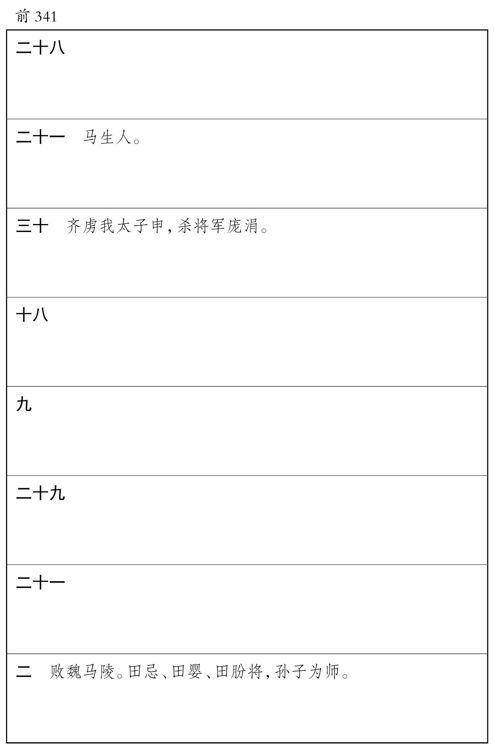 前 341
二十八
二十一　马生人。
三十　齐虏我太子申，杀将军庞涓。
十八
九
二十九
二十一
二　败魏马陵。田忌、田婴、田朌将，孙子为师。